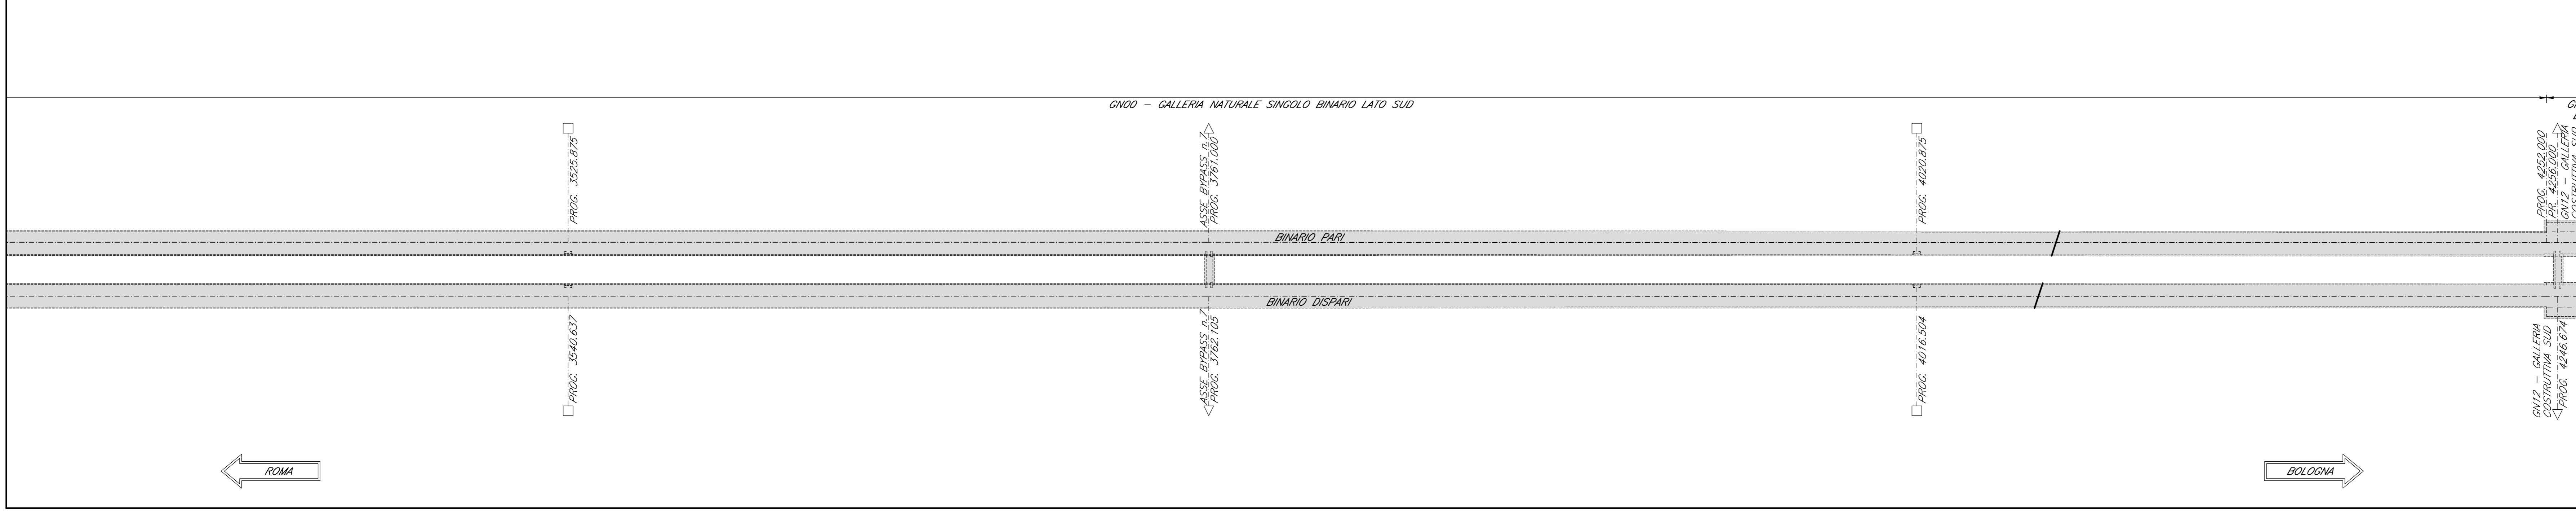 GN00 - GALLERIA NATURALE SINGOLO BINARIO LATO SUD
PROG. 3525.875
ASSE BYPASS n.7
PROG. 3761.000
PROG. 4020.875
PROG. 4252.000
PR. 4256.000
GN12 - GALLERIA
COSTRUTTIVA SUD
BINARIO PARI
BINARIO DISPARI
PROG. 3540.637
ASSE BYPASS n.7
PROG. 3762.105
PROG. 4016.504
GN12 - GALLERIA
COSTRUTTIVA SUD
PROG. 4246.674
ROMA
BOLOGNA